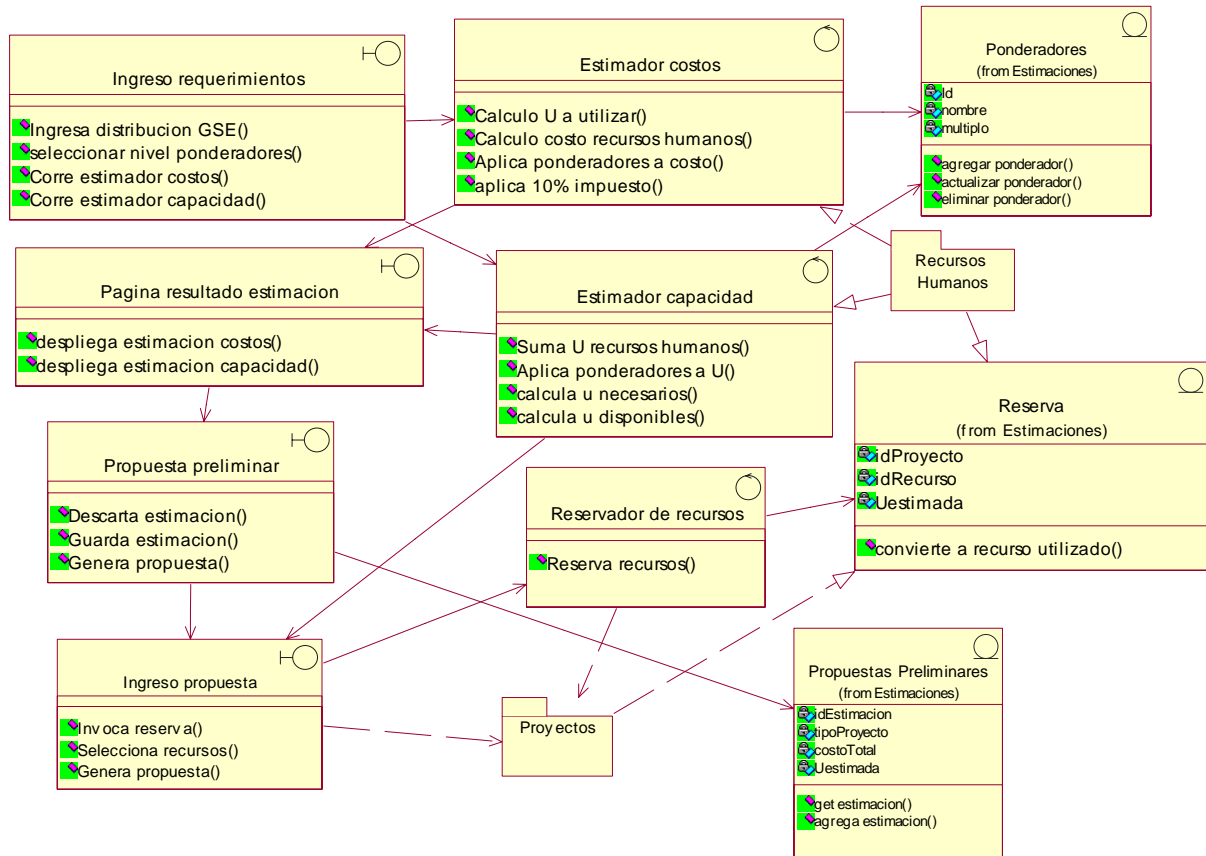 Ingreso requerimientos
Ingresa distribucion GSE()
seleccionar nivel ponderadores()
Corre estimador costos()
Corre estimador capacidad()
Estimador costos
Calculo U a utilizar()
Calculo costo recursos humanos()
Aplica ponderadores a costo()
aplica 10% impuesto()
Ponderadores
(from Estimaciones)
Id
nombre
multiplo
agregar ponderador()
actualizar ponderador()
eliminar ponderador()
Pagina resultado estimacion
despliega estimacion costos()
despliega estimacion capacidad()
Estimador capacidad
Suma U recursos humanos()
Aplica ponderadores a U()
calcula u necesarios()
calcula u disponibles()
Recursos
Humanos
Reserva
(from Estimaciones)
idProyecto
idRecurso
Uestimada
convierte a recurso utilizado()
Propuesta preliminar
Descarta estimacion()
Guarda estimacion()
Genera propuesta()
Reservador de recursos
Reserva recursos()
Ingreso propuesta
Invoca reserva()
Selecciona recursos()
Genera propuesta()
Proyectos
Propuestas Preliminares
(from Estimaciones)
idEstimacion
tipoProyecto
costoTotal
Uestimada
get estimacion()
agrega estimacion()